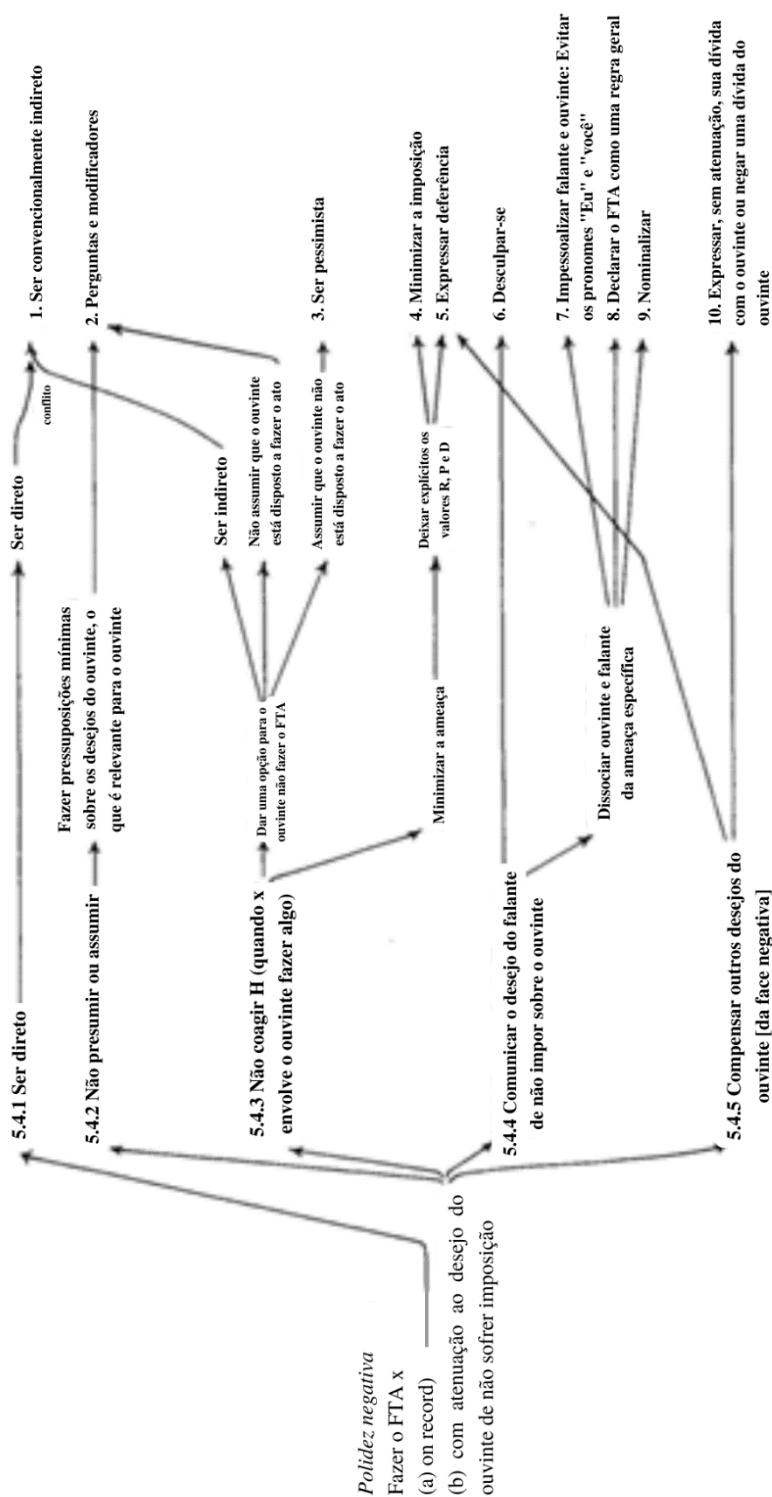 Polidez negativa
Fazer o FTA x
(a) on record)
(b) com atenuação ao desejo do
ouvinte de não sofrer imposição
5.4.1 Ser direto
5.4.2 Não presumir ou assumir
5.4.3 Não coagir H (quando x
envolve o ouvinte fazer algo)
5.4.4 Comunicar o desejo do falante
de não impor sobre o ouvinte
5.4.5 Compensar outros desejos do
ouvinte [da face negativa]
Fazer pressuposições mínimas
sobre os desejos do ouvinte, o
que é relevante para o ouvinte
Dar uma opção para o
ouvinte não fazer o FTA
Minimizar a ameaça
Dissociar ouvinte e falante
da ameaça específica
Ser direto
Ser indireto
Não assumir que o ouvinte
está disposto a fazer o ato
Assumir que o ouvinte não
está disposto a fazer o ato
Deixar explícitos os
valores R, P e D
conflito
1. Ser convencionalmente indireto
2. Perguntas e modificadores
3. Ser pessimista
4. Minimizar a imposição
5. Expressar deferência
6. Desculpar-se
7. Impessoalizar falante e ouvinte: Evitar
os pronomes "Eu" e "você"
8. Declarar o FTA como uma regra geral
9. Nominalizar
10. Expressar, sem atenuação, sua dívida
com o ouvinte ou negar uma dívida do
ouvinte